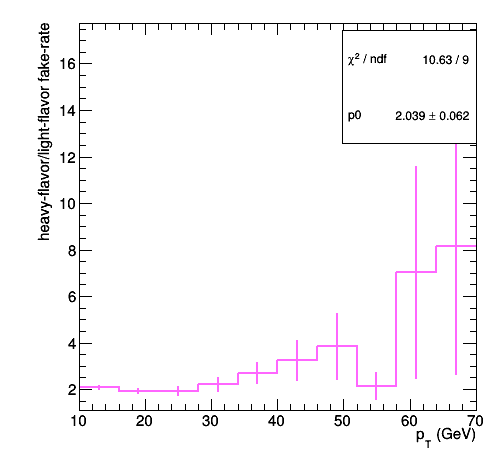 heavy-flavor/light-flavor fake-rate
χ² / ndf 10.63 / 9
p0 2.039 ± 0.062
16
14
12
10
8
6
4
2
10 20 30 40 50 60 70
p_T (GeV)